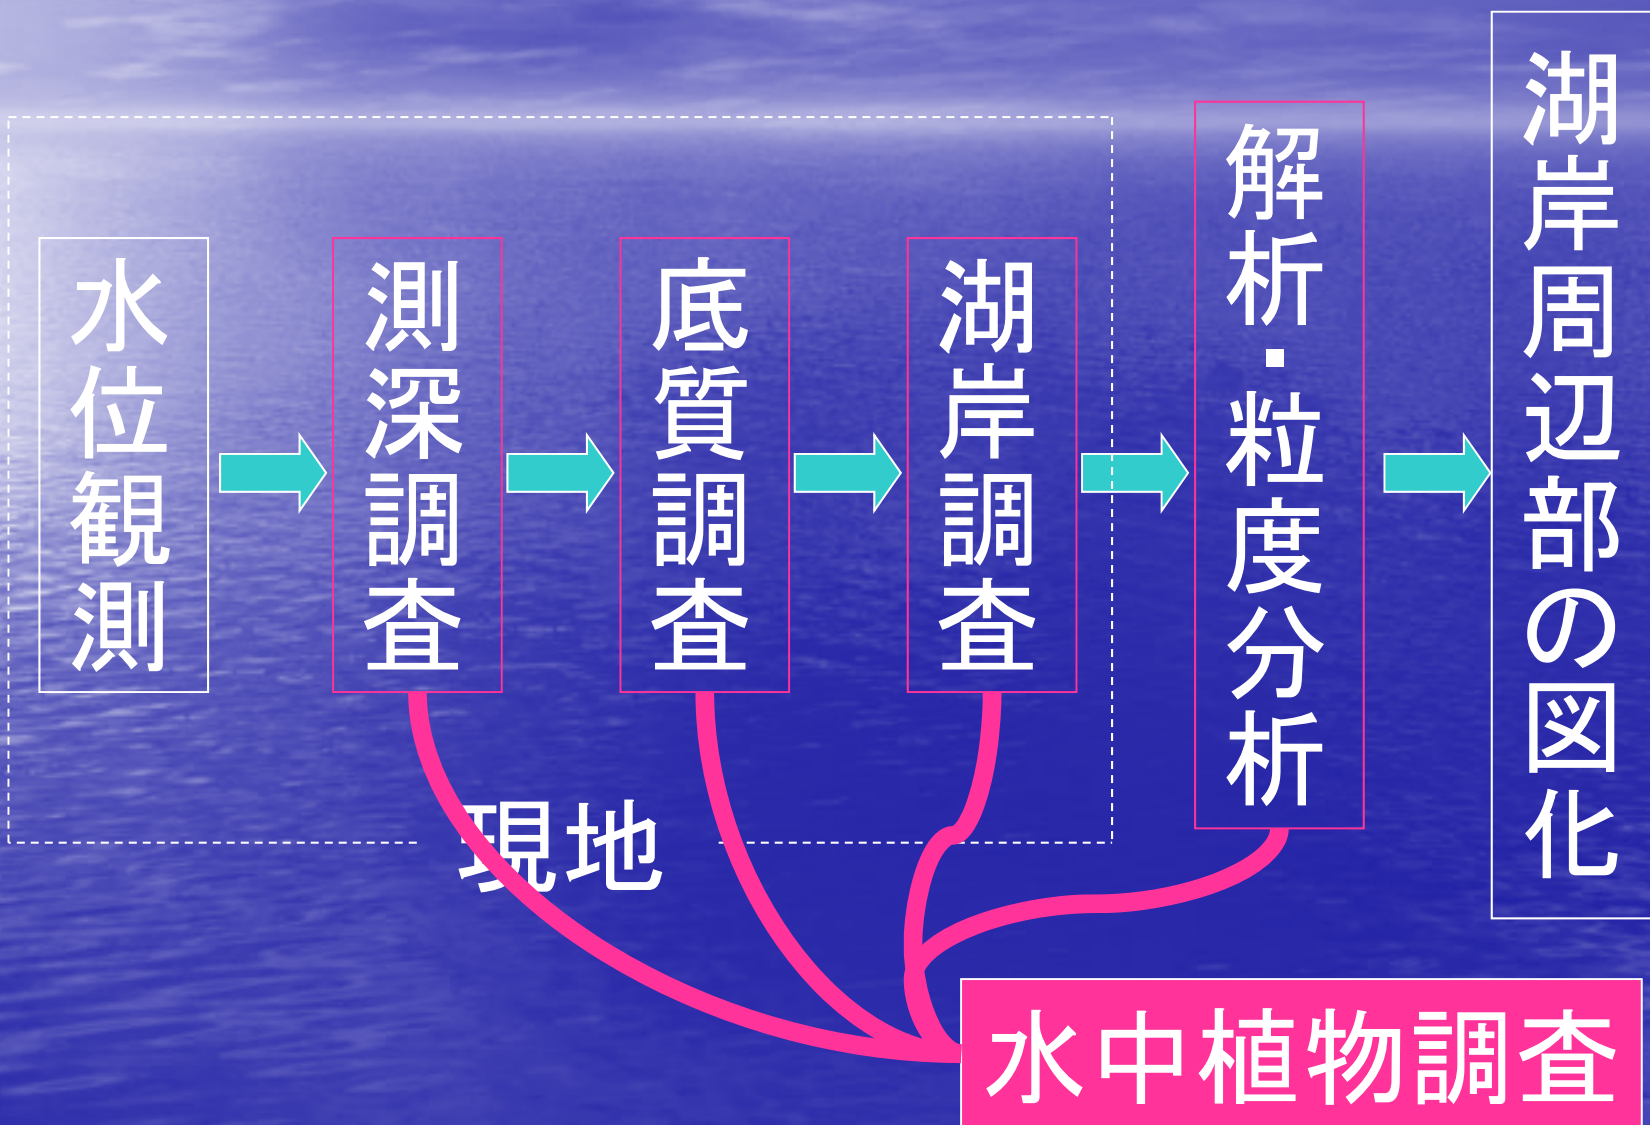 水位観測
測深調査
底質調査
湖岸調査
解析・粒度分析
湖岸周辺部の図化
現地
水中植物調査